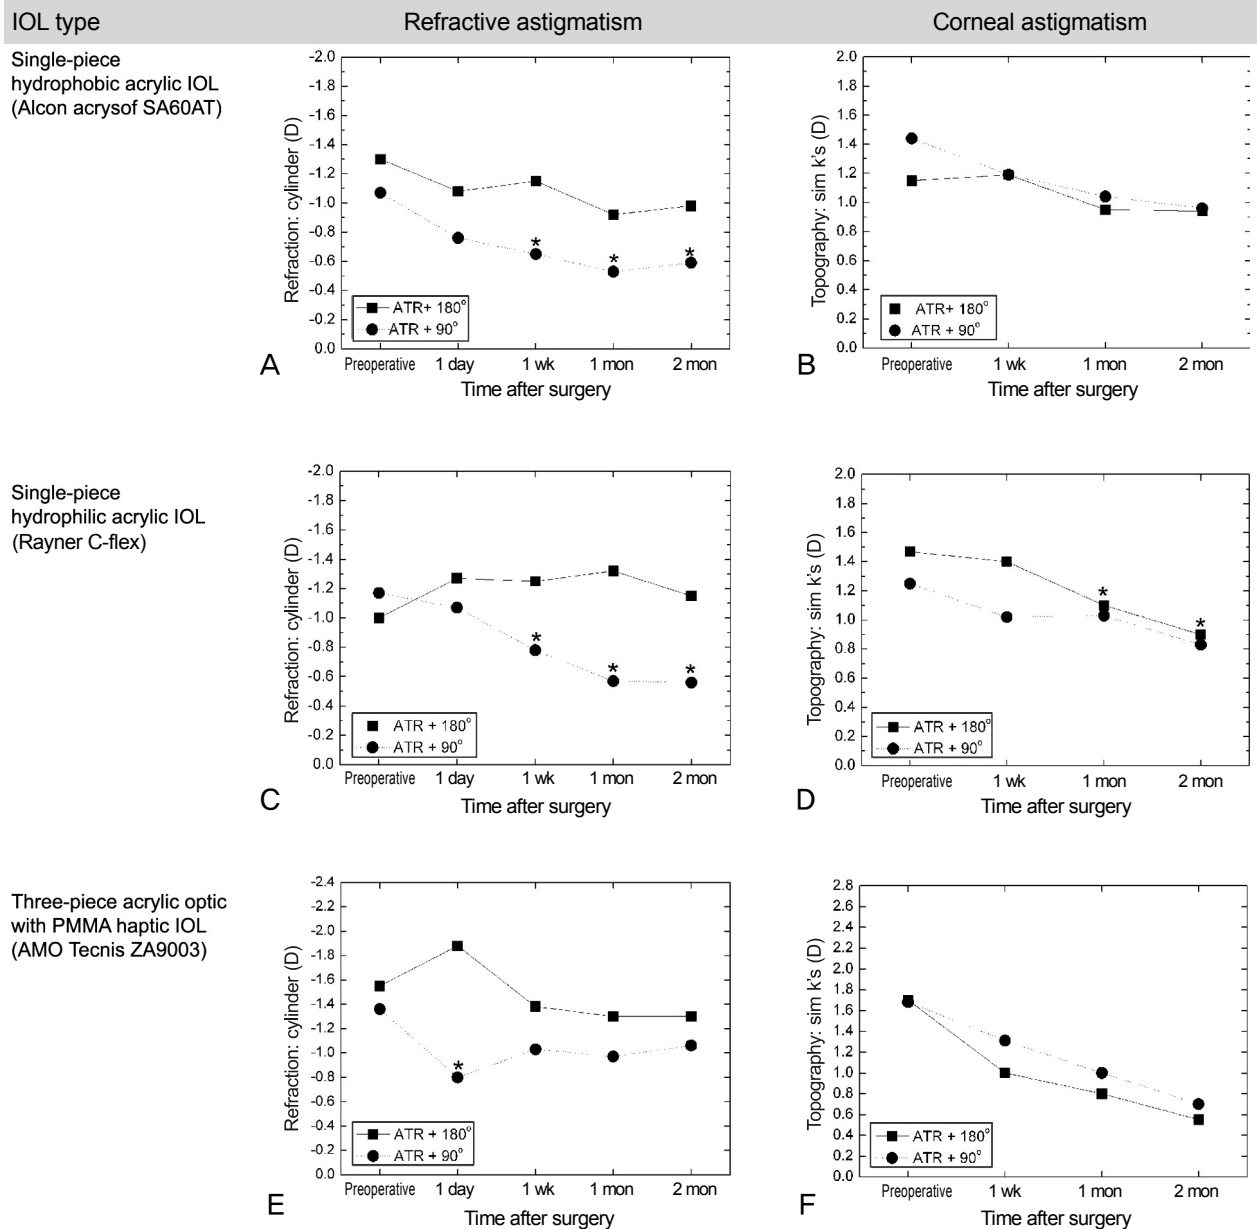 IOL type Refractive astigmatism Corneal astigmatism
Single-piece
hydrophobic acrylic IOL
(Alcon acrysof SA60AT)
Refraction: cylinder (D)
-2.0
-1.8
-1.6
-1.4
-1.2
-1.0
-0.8
-0.6
-0.4
-0.2
0.0
* * *
ATR+ 180°
ATR + 90°
Preoperative 1 day 1 wk 1 mon 2 mon
Time after surgery
A
Topography: sim k's (D)
2.0
1.8
1.6
1.4
1.2
1.0
0.8
0.6
0.4
0.2
0.0
ATR+ 180°
ATR + 90°
Preoperative 1 wk 1 mon 2 mon
Time after surgery
B
Single-piece
hydrophilic acrylic IOL
(Rayner C-flex)
Refraction: cylinder (D)
-2.0
-1.8
-1.6
-1.4
-1.2
-1.0
-0.8
-0.6
-0.4
-0.2
0.0
* * *
ATR + 180°
ATR + 90°
Preoperative 1 day 1 wk 1 mon 2 mon
Time after surgery
C
Topography: sim k's (D)
2.0
1.8
1.6
1.4
1.2
1.0
0.8
0.6
0.4
0.2
0.0
* *
ATR + 180°
ATR + 90°
Preoperative 1 wk 1 mon 2 mon
Time after surgery
D
Three-piece acrylic optic
with PMMA haptic IOL
(AMO Tecnis ZA9003)
Refraction: cylinder (D)
-2.4
-2.0
-1.8
-1.6
-1.4
-1.2
-1.0
-0.8
-0.6
-0.4
-0.2
0.0
*
ATR + 180°
ATR + 90°
Preoperative 1 day 1 wk 1 mon 2 mon
Time after surgery
E
Topography: sim k's (D)
2.8
2.6
2.4
2.2
2.0
1.8
1.6
1.4
1.2
1.0
0.8
0.6
0.4
1.2
0.0
ATR + 180°
ATR + 90°
Preoperative 1 wk 1 mon 2 mon
Time after surgery
F